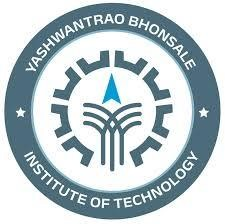 YASHWANTRAO BHONSALE
INSTITUTE OF TECHNOLOGY